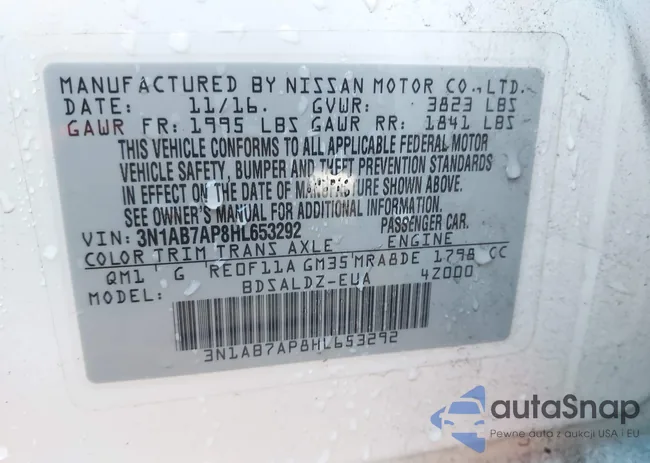 MANUFACTURED BY NISSAN MOTOR CO.,LTD.
DATE: 11/16. GVWR: 3823 LBS
GAWR FR: 1995 LBS GAWR RR: 1841 LBS
THIS VEHICLE CONFORMS TO ALL APPLICABLE FEDERAL MOTOR
VEHICLE SAFETY, BUMPER AND THEFT PREVENTION STANDARDS
IN EFFECT ON THE DATE OF MANUFACTURE SHOWN ABOVE.
SEE OWNER'S MANUAL FOR ADDITIONAL INFORMATION.
VIN: 3N1AB7AP8HL653292 PASSENGER CAR.
COLOR TRIM TRANS AXLE ENGINE
QM1 G RE0F11A GM35 MRA8DE 1798 CC
MODEL: BDSALDZ-EUA 4Z000
3N1AB7AP8HL653292
autaSnap
Pewne auta z aukcji USA i EU